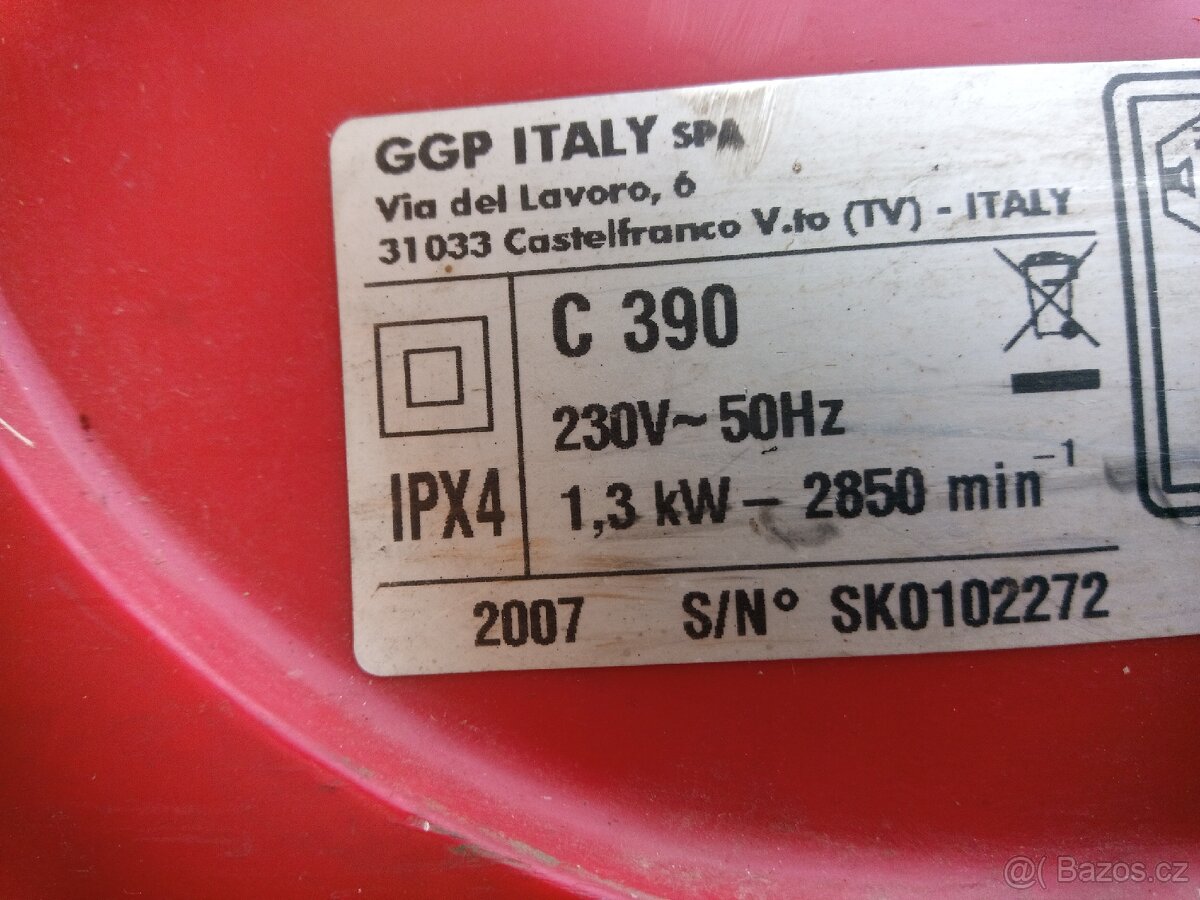 GGP ITALY SPA
Via del Lavoro, 6
31033 Castelfranco V.to (TV) - ITALY
C 390
230V~ 50Hz
IPX4
1,3 kW - 2850 min⁻¹
2007 S/N° SK0102272
@( Bazos.cz